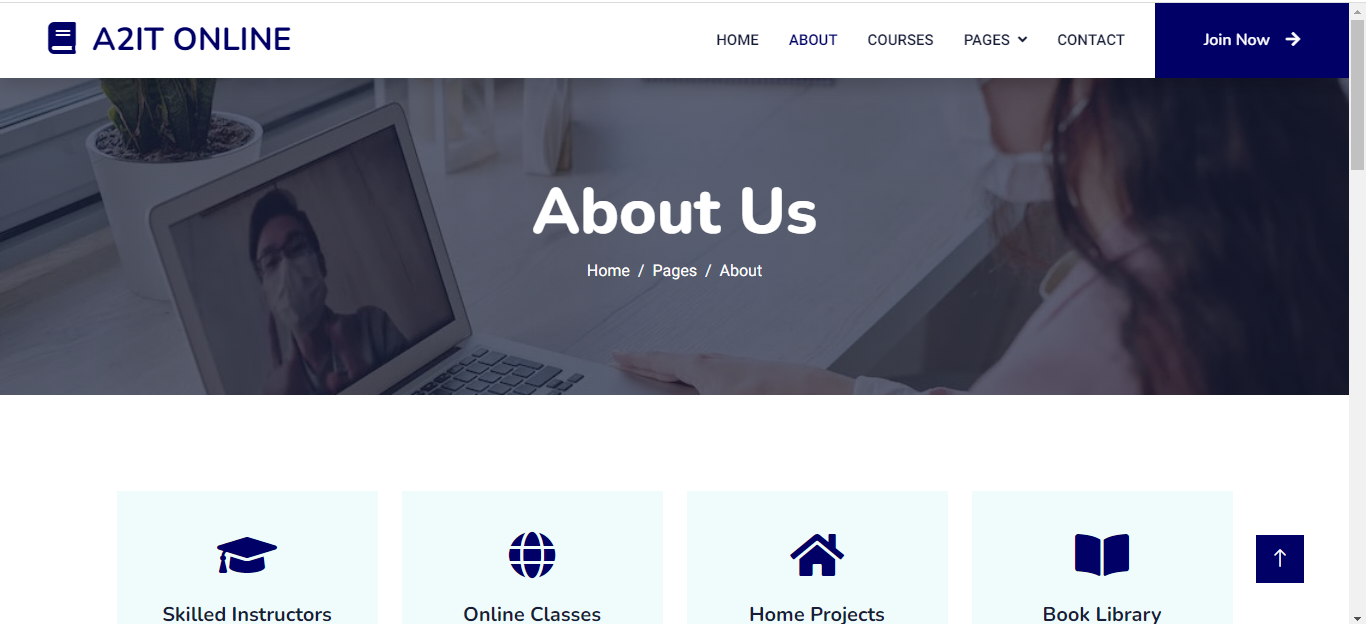 A2IT ONLINE
HOME ABOUT COURSES PAGES CONTACT Join Now
About Us
Home / Pages / About
Skilled Instructors Online Classes Home Projects Book Library